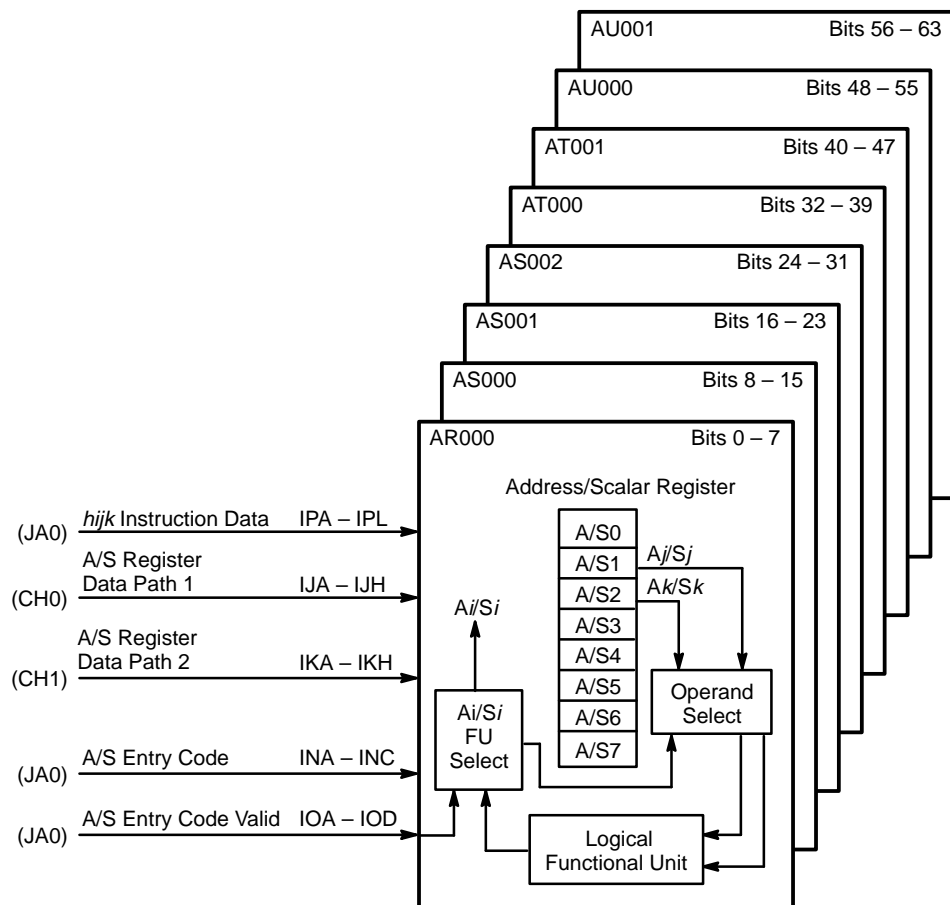 AU001 Bits 56 – 63
AU000 Bits 48 – 55
AT001 Bits 40 – 47
AT000 Bits 32 – 39
AS002 Bits 24 – 31
AS001 Bits 16 – 23
AS000 Bits 8 – 15
AR000 Bits 0 – 7
Address/Scalar Register
(JA0) hijk Instruction Data IPA – IPL
A/S Register
Data Path 1
(CH0) IJA – IJH
A/S Register
Data Path 2
(CH1) IKA – IKH
(JA0) A/S Entry Code INA – INC
(JA0) A/S Entry Code Valid IOA – IOD
Ai/Si
Ai/Si
FU
Select
A/S0
A/S1
A/S2
A/S3
A/S4
A/S5
A/S6
A/S7
Aj/Sj
Ak/Sk
Operand
Select
Logical
Functional Unit